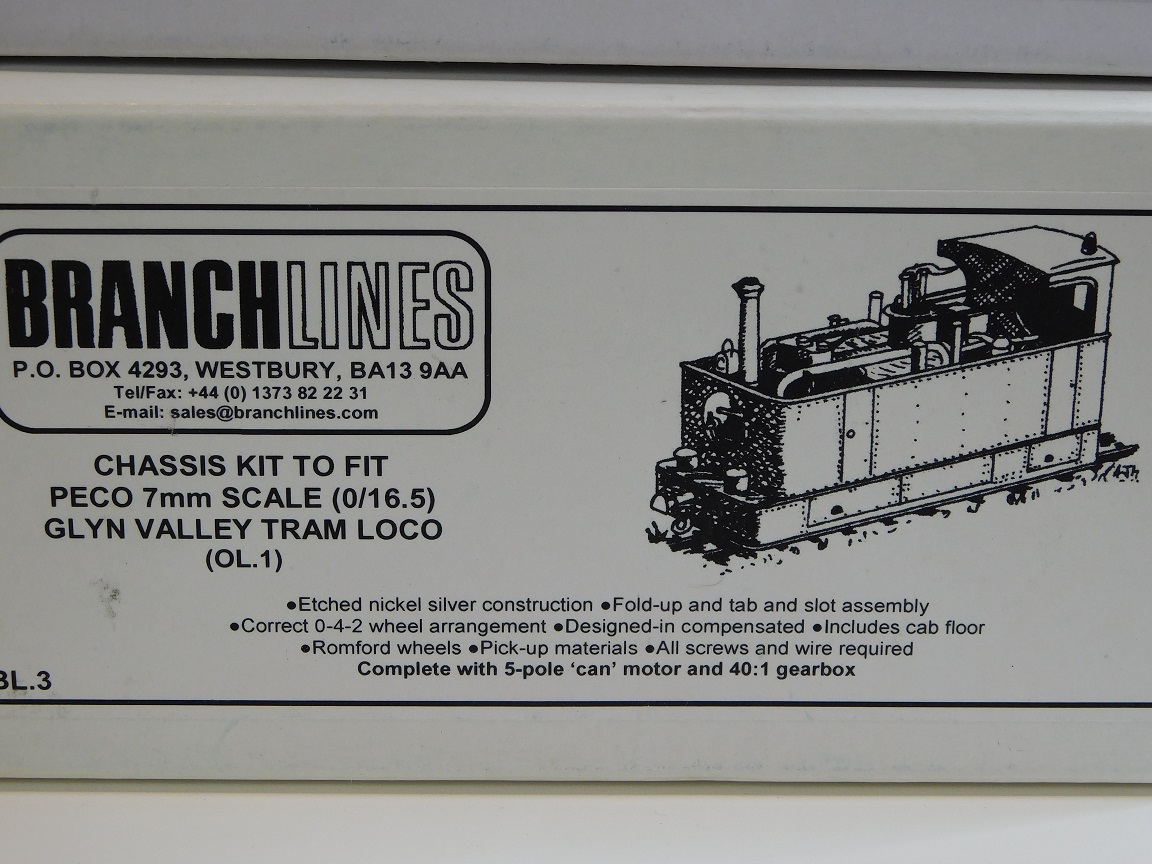 BRANCHLINES
P.O. BOX 4293, WESTBURY, BA13 9AA
Tel/Fax: +44 (0) 1373 82 22 31
E-mail: sales@branchlines.com
CHASSIS KIT TO FIT
PECO 7mm SCALE (0/16.5)
GLYN VALLEY TRAM LOCO
(OL.1)
●Etched nickel silver construction ●Fold-up and tab and slot assembly
●Correct 0-4-2 wheel arrangement ●Designed-in compensated ●Includes cab floor
●Romford wheels ●Pick-up materials ●All screws and wire required
Complete with 5-pole ‘can’ motor and 40:1 gearbox
BL.3